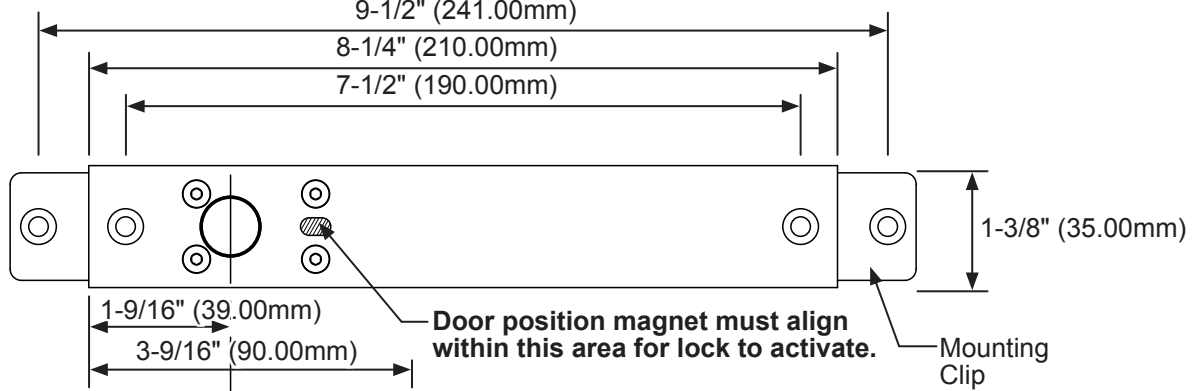 9-1/2" (241.00mm)
8-1/4" (210.00mm)
7-1/2" (190.00mm)
1-3/8" (35.00mm)
1-9/16" (39.00mm)
3-9/16" (90.00mm)
Door position magnet must align
within this area for lock to activate.
Mounting
Clip